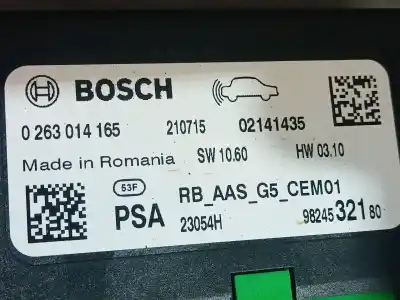 BOSCH
0 263 014 165 210715 02141435
Made in Romania SW 10.60 HW 03.10
53F RB_AAS_G5_CEM01
PSA 23054H 98245 321 80